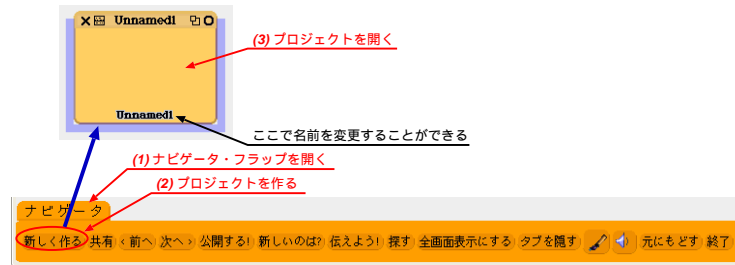 Unnamed1
(3) プロジェクトを開く
Unnamed1
ここで名前を変更することができる
(1) ナビゲータ・フラップを開く
(2) プロジェクトを作る
ナビゲータ
新しく作る 共有 ‹ 前へ 次へ › 公開する! 新しいのは? 伝えよう! 探す 全画面表示にする タブを隠す 元にもどす 終了